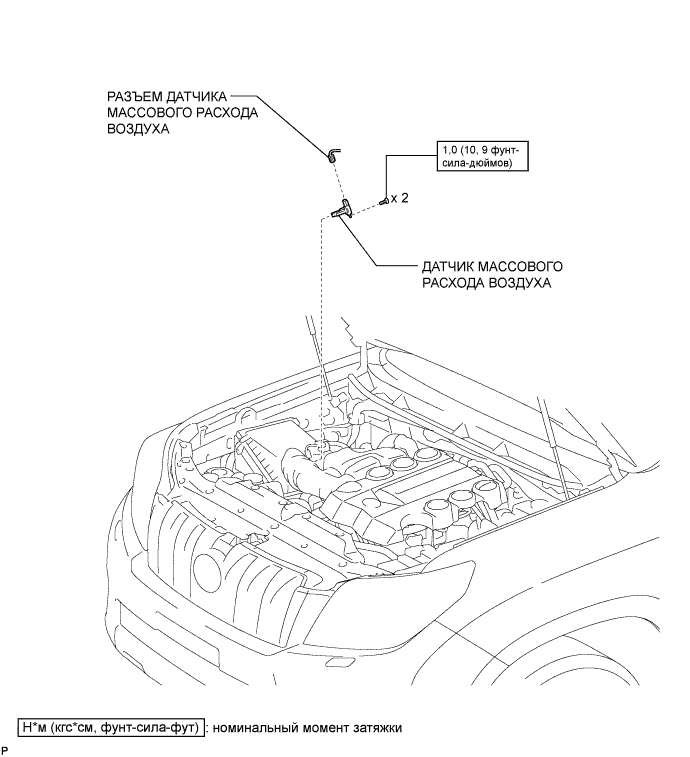 РАЗЪЕМ ДАТЧИКА
МАССОВОГО РАСХОДА
ВОЗДУХА
1,0 (10, 9 фунт-
сила-дюймов)
x 2
ДАТЧИК МАССОВОГО
РАСХОДА ВОЗДУХА
Н*м (кгс*см, фунт-сила-фут) : номинальный момент затяжки
P